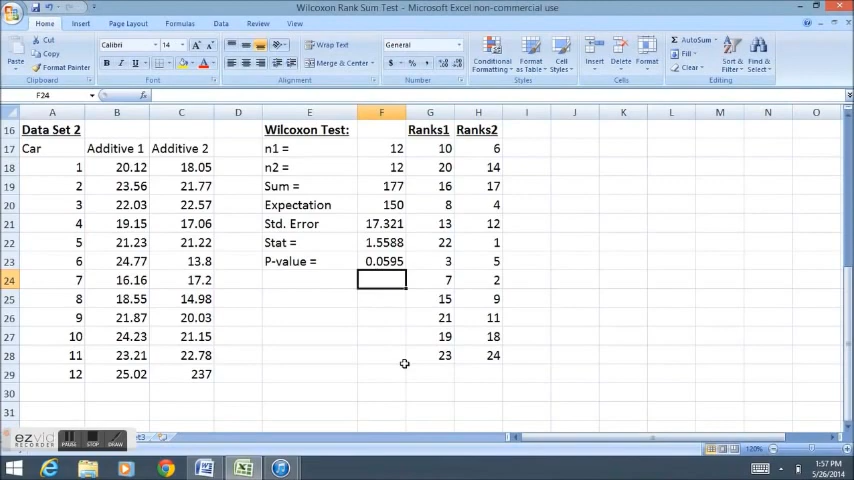 Wilcoxon Rank Sum Test - Microsoft Excel non-commercial use
Home Insert Page Layout Formulas Data Review View
Cut
Copy
Format Painter
Paste
Clipboard
Calibri 14
B I U
Font
Wrap Text
Merge & Center
Alignment
General
$ % ,
Number
Conditional Formatting
Format as Table
Cell Styles
Styles
Insert Delete Format
Cells
Σ AutoSum
Fill
Clear
Sort & Filter
Find & Select
Editing
F24 fx
A B C D E F G H I J K L M N O
16 Data Set 2 Wilcoxon Test: Ranks1 Ranks2
17 Car Additive 1 Additive 2 n1 = 12 10 6
18 1 20.12 18.05 n2 = 12 20 14
19 2 23.56 21.77 Sum = 177 16 17
20 3 22.03 22.57 Expectation 150 8 4
21 4 19.15 17.06 Std. Error 17.321 13 12
22 5 21.23 21.22 Stat = 1.5588 22 1
23 6 24.77 13.8 P-value = 0.0595 3 5
24 7 16.16 17.2 7 2
25 8 18.55 14.98 15 9
26 9 21.87 20.03 21 11
27 10 24.23 21.15 19 18
28 11 23.21 22.78 23 24
29 12 25.02 237
30
31
ezvid
RECORDER
PAUSE STOP DRAW
120%
1:57 PM
5/26/2014